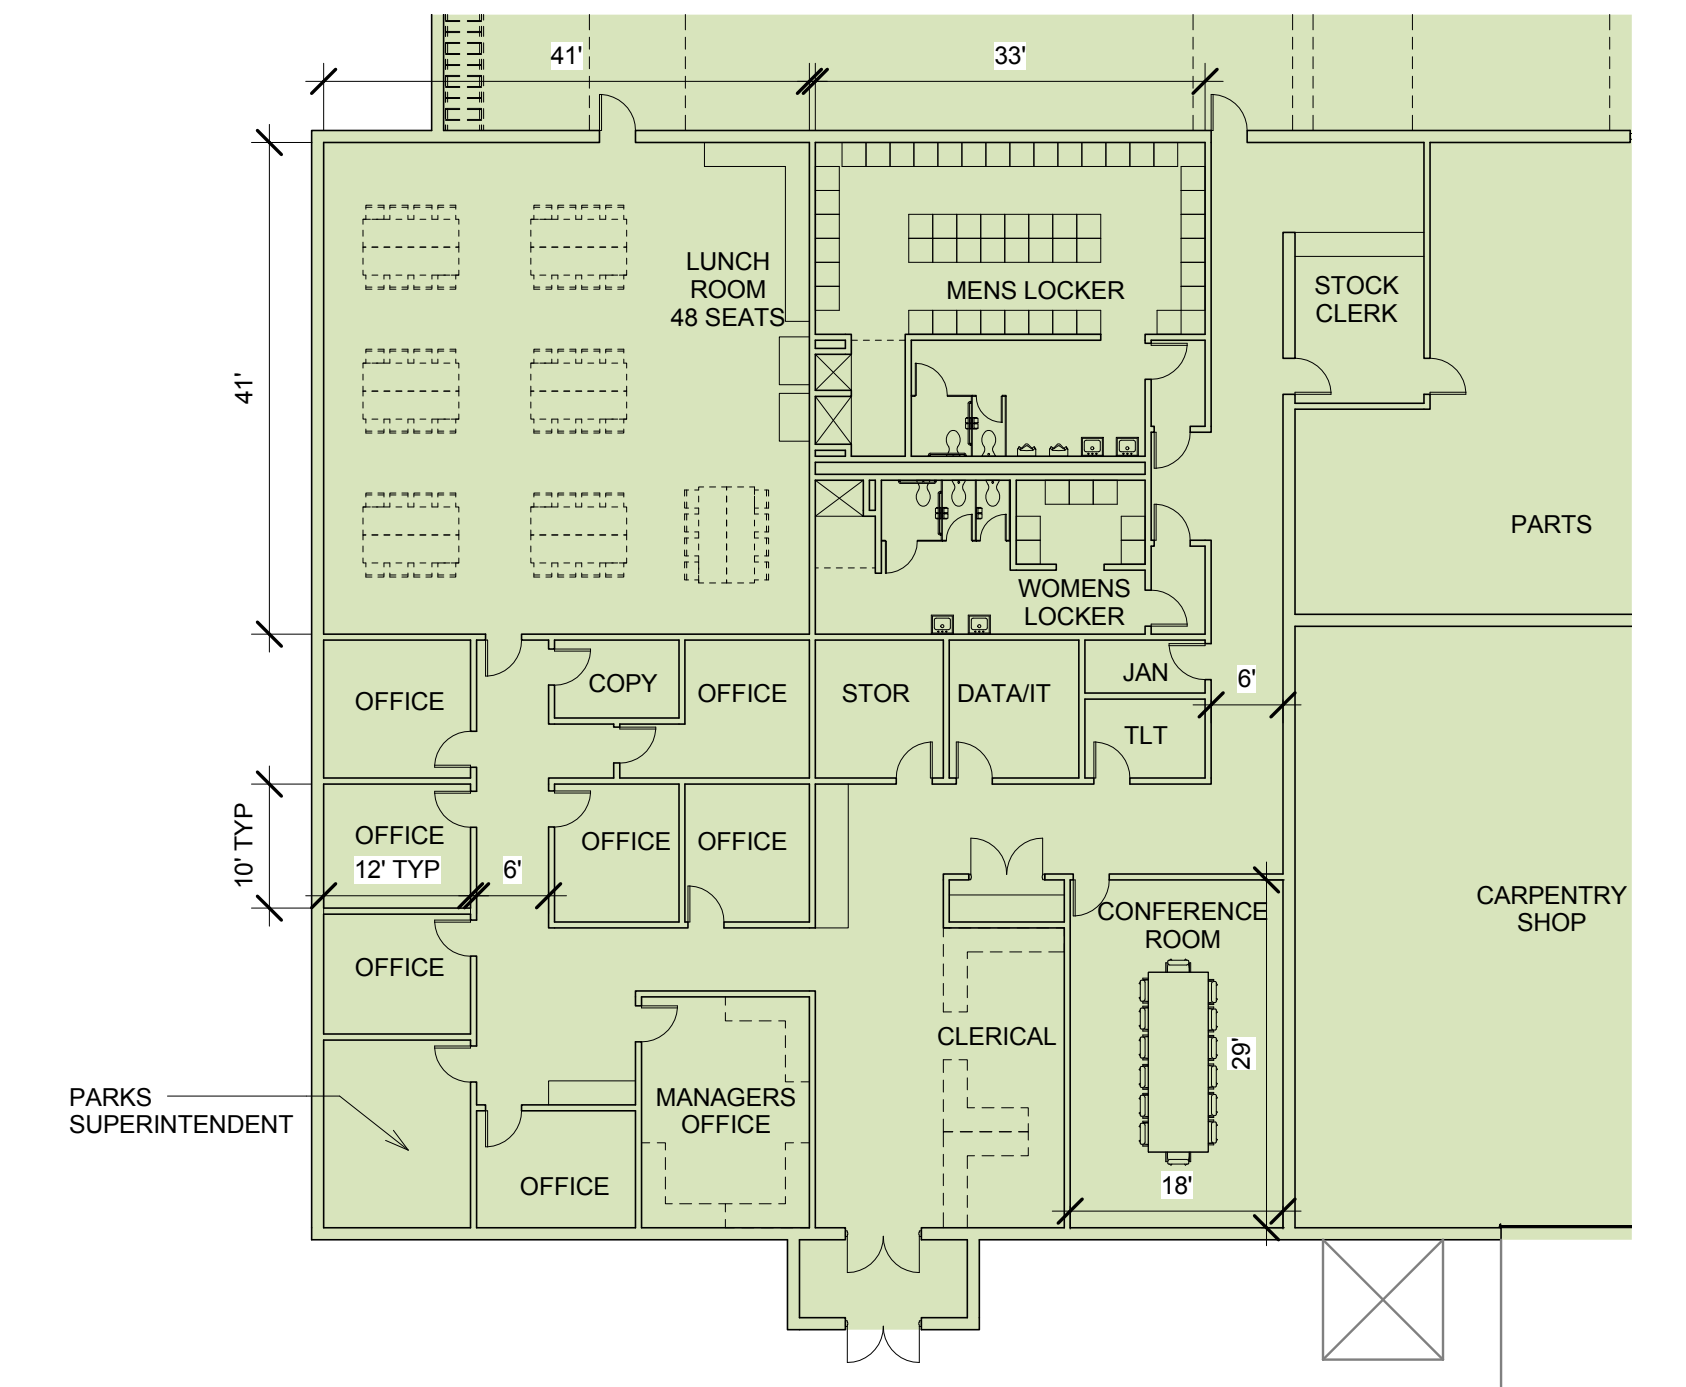 41'
33'
LUNCH
ROOM
48 SEATS
MENS LOCKER
STOCK
CLERK
41'
PARTS
WOMENS
LOCKER
OFFICE
COPY
OFFICE
STOR
DATA/IT
JAN
6'
TLT
10' TYP
OFFICE
12' TYP
6'
OFFICE
OFFICE
CARPENTRY
SHOP
CONFERENCE
ROOM
OFFICE
CLERICAL
29'
PARKS
SUPERINTENDENT
MANAGERS
OFFICE
OFFICE
18'